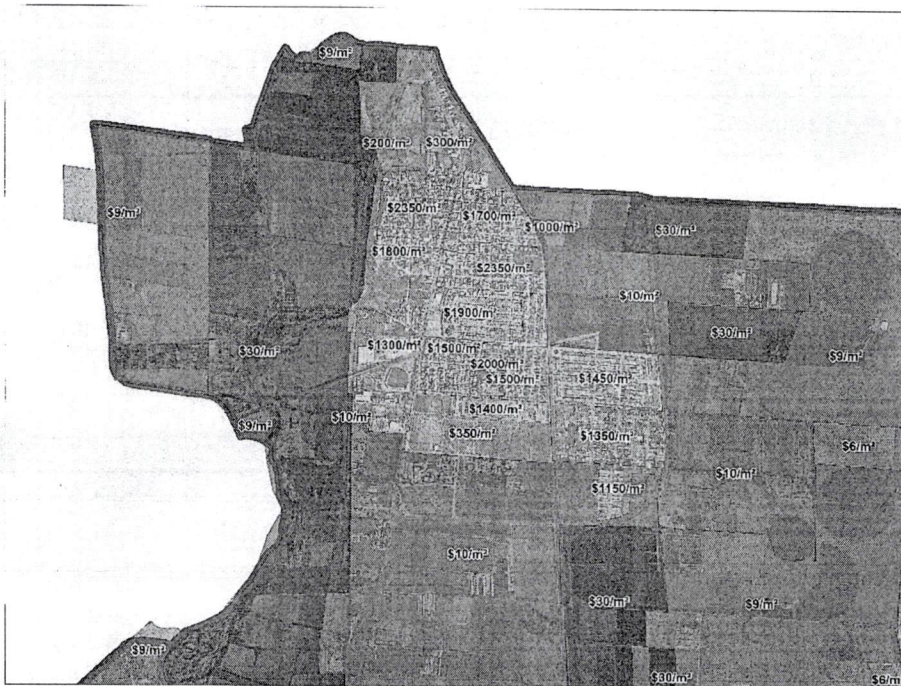 $9/m²
$200/m²
$300/m²
$9/m²
$2350/m²
$1700/m²
$1000/m²
$30/m²
$1800/m²
$2350/m²
$10/m²
$1900/m²
$30/m²
$30/m²
$1300/m²
$1500/m²
$9/m²
$2000/m²
$1500/m²
$1450/m²
$10/m²
$1400/m²
$9/m²
$350/m²
$1350/m²
$6/m²
$10/m²
$1150/m²
$10/m²
$30/m²
$9/m²
$9/m²
$30/m²
$6/m